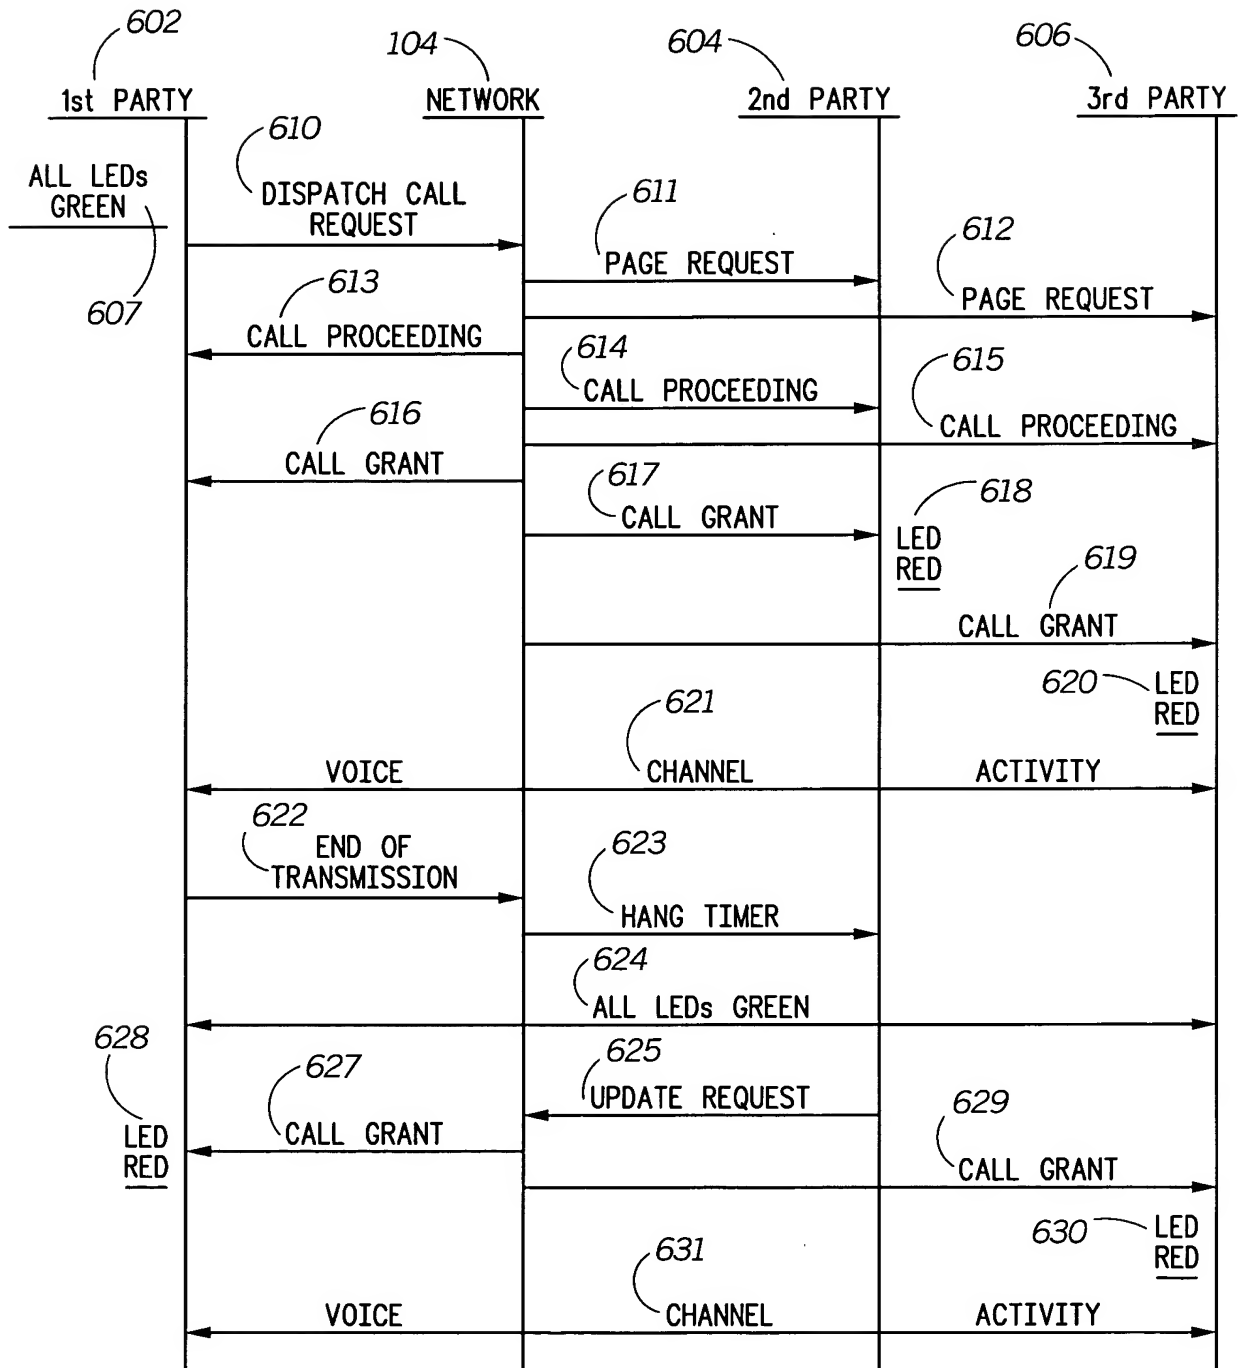 602
104
604
606
1st PARTY
NETWORK
2nd PARTY
3rd PARTY
610
ALL LEDs
GREEN
DISPATCH CALL
REQUEST
611
PAGE REQUEST
612
PAGE REQUEST
607
613
CALL PROCEEDING
614
CALL PROCEEDING
615
CALL PROCEEDING
616
CALL GRANT
617
CALL GRANT
618
LED
RED
619
CALL GRANT
620
LED
RED
621
VOICE CHANNEL ACTIVITY
622
END OF
TRANSMISSION
623
HANG TIMER
624
ALL LEDs GREEN
625
UPDATE REQUEST
627
CALL GRANT
628
LED
RED
629
CALL GRANT
630
LED
RED
631
VOICE CHANNEL ACTIVITY